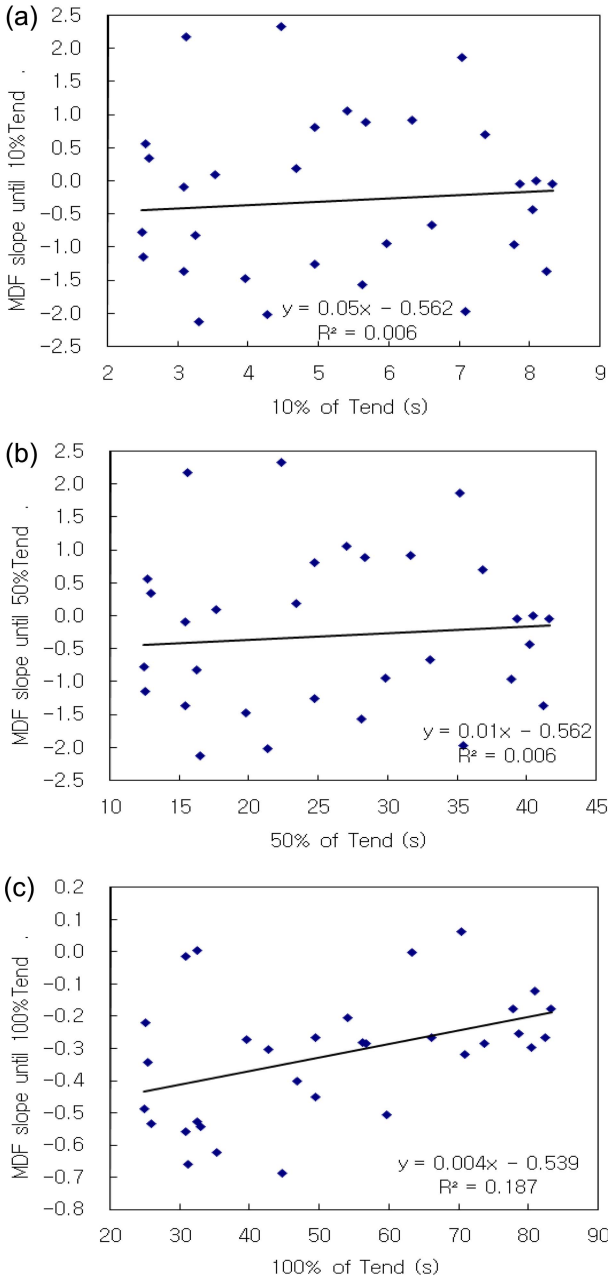 (a)
MDF slope until 10%Tend .
2.5
2.0
1.5
1.0
0.5
0.0
−0.5
−1.0
−1.5
−2.0
−2.5
y = 0.05x − 0.562
R² = 0.006
2 3 4 5 6 7 8 9
10% of Tend (s)
(b)
MDF slope until 50%Tend .
2.5
2.0
1.5
1.0
0.5
0.0
−0.5
−1.0
−1.5
−2.0
−2.5
y = 0.01x − 0.562
R² = 0.006
10 15 20 25 30 35 40 45
50% of Tend (s)
(c)
MDF slope until 100%Tend .
0.2
0.1
0.0
−0.1
−0.2
−0.3
−0.4
−0.5
−0.6
−0.7
−0.8
y = 0.004x − 0.539
R² = 0.187
20 30 40 50 60 70 80 90
100% of Tend (s)